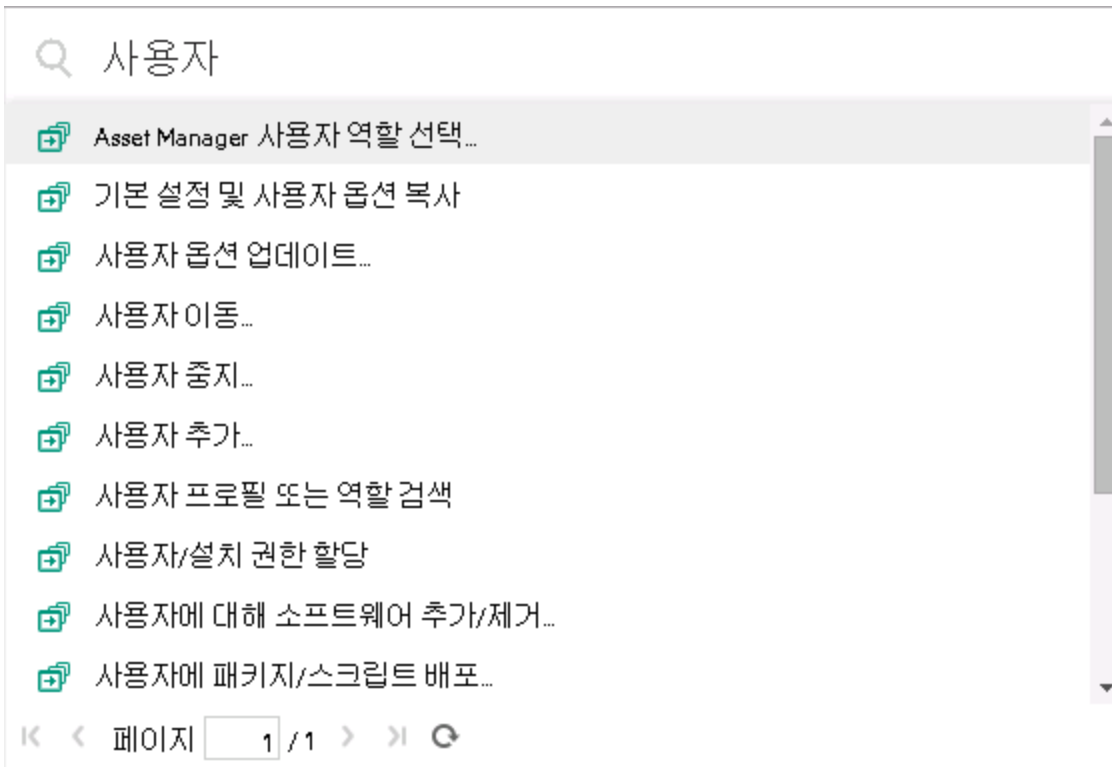 사용자
Asset Manager 사용자 역할 선택...
기본 설정 및 사용자 옵션 복사
사용자 옵션 업데이트...
사용자 이동...
사용자 중지...
사용자 추가...
사용자 프로필 또는 역할 검색
사용자/설치 권한 할당
사용자에 대해 소프트웨어 추가/제거...
사용자에 패키지/스크립트 배포...
페이지 1 / 1